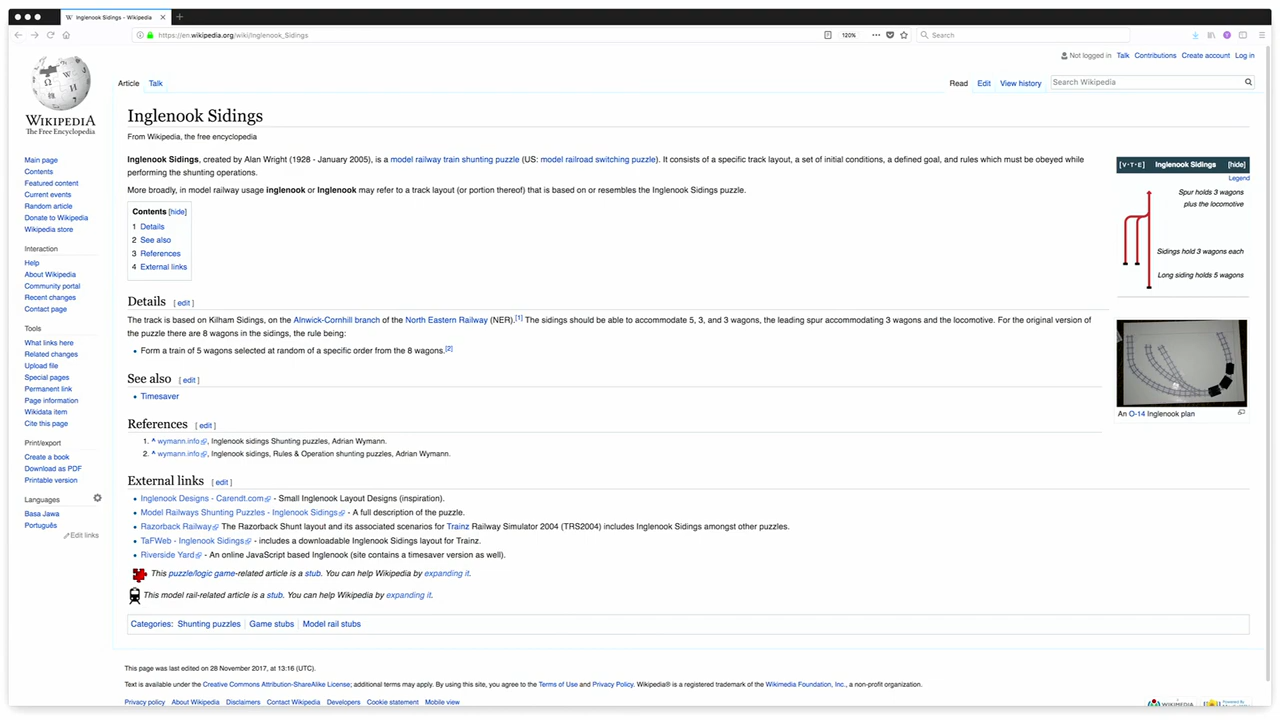 Inglenook Sidings - Wikipedia
https://en.wikipedia.org/wiki/Inglenook_Sidings
120%
Search
Not logged in Talk Contributions Create account Log in
Article Talk
Read Edit View history Search Wikipedia
WIKIPEDIA
The Free Encyclopedia
Main page
Contents
Featured content
Current events
Random article
Donate to Wikipedia
Wikipedia store
Interaction
Help
About Wikipedia
Community portal
Recent changes
Contact page
Tools
What links here
Related changes
Upload file
Special pages
Permanent link
Page information
Wikidata item
Cite this page
Print/export
Create a book
Download as PDF
Printable version
Languages
Basa Jawa
Português
Edit links
Inglenook Sidings
From Wikipedia, the free encyclopedia
Inglenook Sidings, created by Alan Wright (1928 - January 2005), is a model railway train shunting puzzle (US: model railroad switching puzzle). It consists of a specific track layout, a set of initial conditions, a defined goal, and rules which must be obeyed while
performing the shunting operations.
More broadly, in model railway usage inglenook or Inglenook may refer to a track layout (or portion thereof) that is based on or resembles the Inglenook Sidings puzzle.
Contents [hide]
1 Details
2 See also
3 References
4 External links
[V·T·E] Inglenook Sidings [hide]
Legend
Spur holds 3 wagons
plus the locomotive
Sidings hold 3 wagons each
Long siding holds 5 wagons
An O-14 Inglenook plan
Details [ edit ]
The track is based on Kilham Sidings, on the Alnwick-Cornhill branch of the North Eastern Railway (NER).[1] The sidings should be able to accommodate 5, 3, and 3 wagons, the leading spur accommodating 3 wagons and the locomotive. For the original version of
the puzzle there are 8 wagons in the sidings, the rule being:
• Form a train of 5 wagons selected at random of a specific order from the 8 wagons.[2]
See also [ edit ]
• Timesaver
References [ edit ]
1. ^ wymann.info, Inglenook sidings Shunting puzzles, Adrian Wymann.
2. ^ wymann.info, Inglenook sidings, Rules & Operation shunting puzzles, Adrian Wymann.
External links [ edit ]
• Inglenook Designs - Carendt.com - Small Inglenook Layout Designs (inspiration).
• Model Railways Shunting Puzzles - Inglenook Sidings - A full description of the puzzle.
• Razorback Railway The Razorback Shunt layout and its associated scenarios for Trainz Railway Simulator 2004 (TRS2004) includes Inglenook Sidings amongst other puzzles.
• TaFWeb - Inglenook Sidings - includes a downloadable Inglenook Sidings layout for Trainz.
• Riverside Yard - An online JavaScript based Inglenook (site contains a timesaver version as well).
This puzzle/logic game-related article is a stub. You can help Wikipedia by expanding it.
This model rail-related article is a stub. You can help Wikipedia by expanding it.
Categories: Shunting puzzles | Game stubs | Model rail stubs
This page was last edited on 28 November 2017, at 13:16 (UTC).
Text is available under the Creative Commons Attribution-ShareAlike License; additional terms may apply. By using this site, you agree to the Terms of Use and Privacy Policy. Wikipedia® is a registered trademark of the Wikimedia Foundation, Inc., a non-profit organization.
Privacy policy About Wikipedia Disclaimers Contact Wikipedia Developers Cookie statement Mobile view
WIKIMEDIA